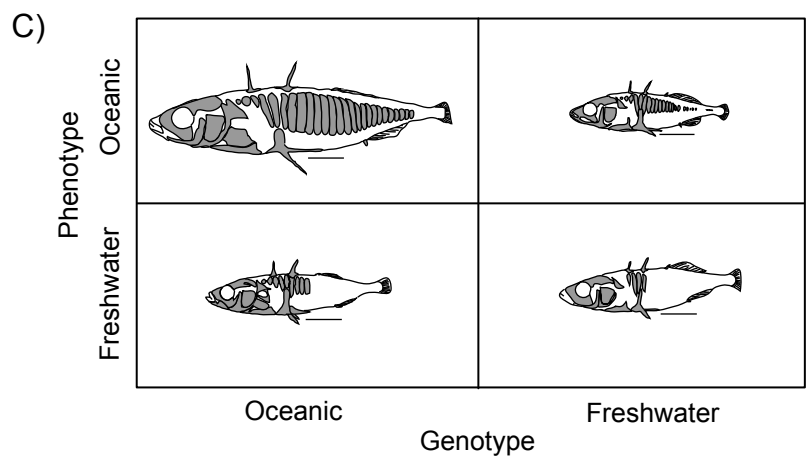 C)
Phenotype
Oceanic
Freshwater
Oceanic
Freshwater
Genotype